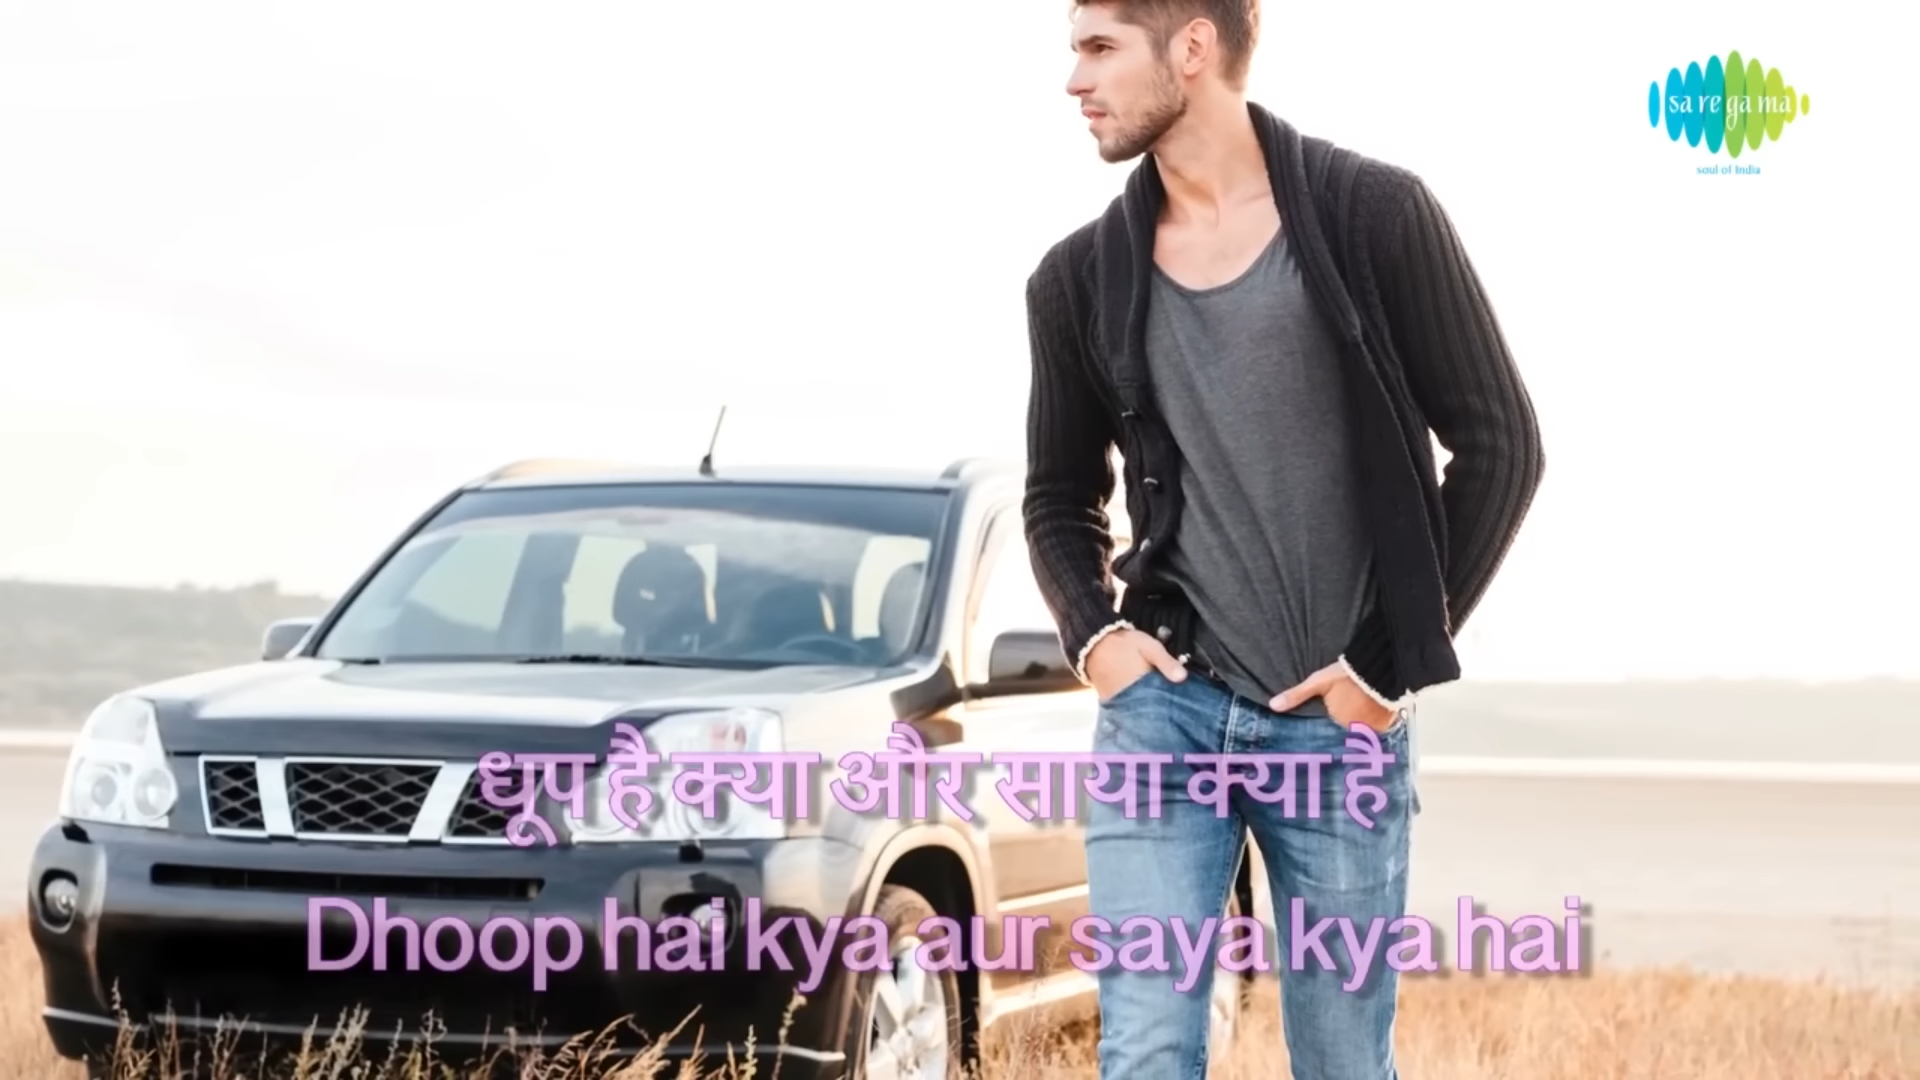 sa re ga ma
soul of India
धूप है क्या और साया क्या है
Dhoop hai kya aur saya kya hai